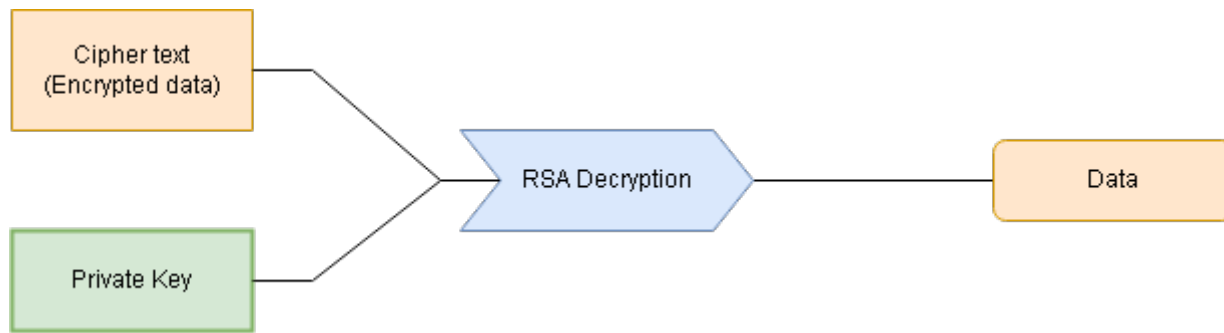 Cipher text
(Encrypted data)
RSA Decryption
Data
Private Key